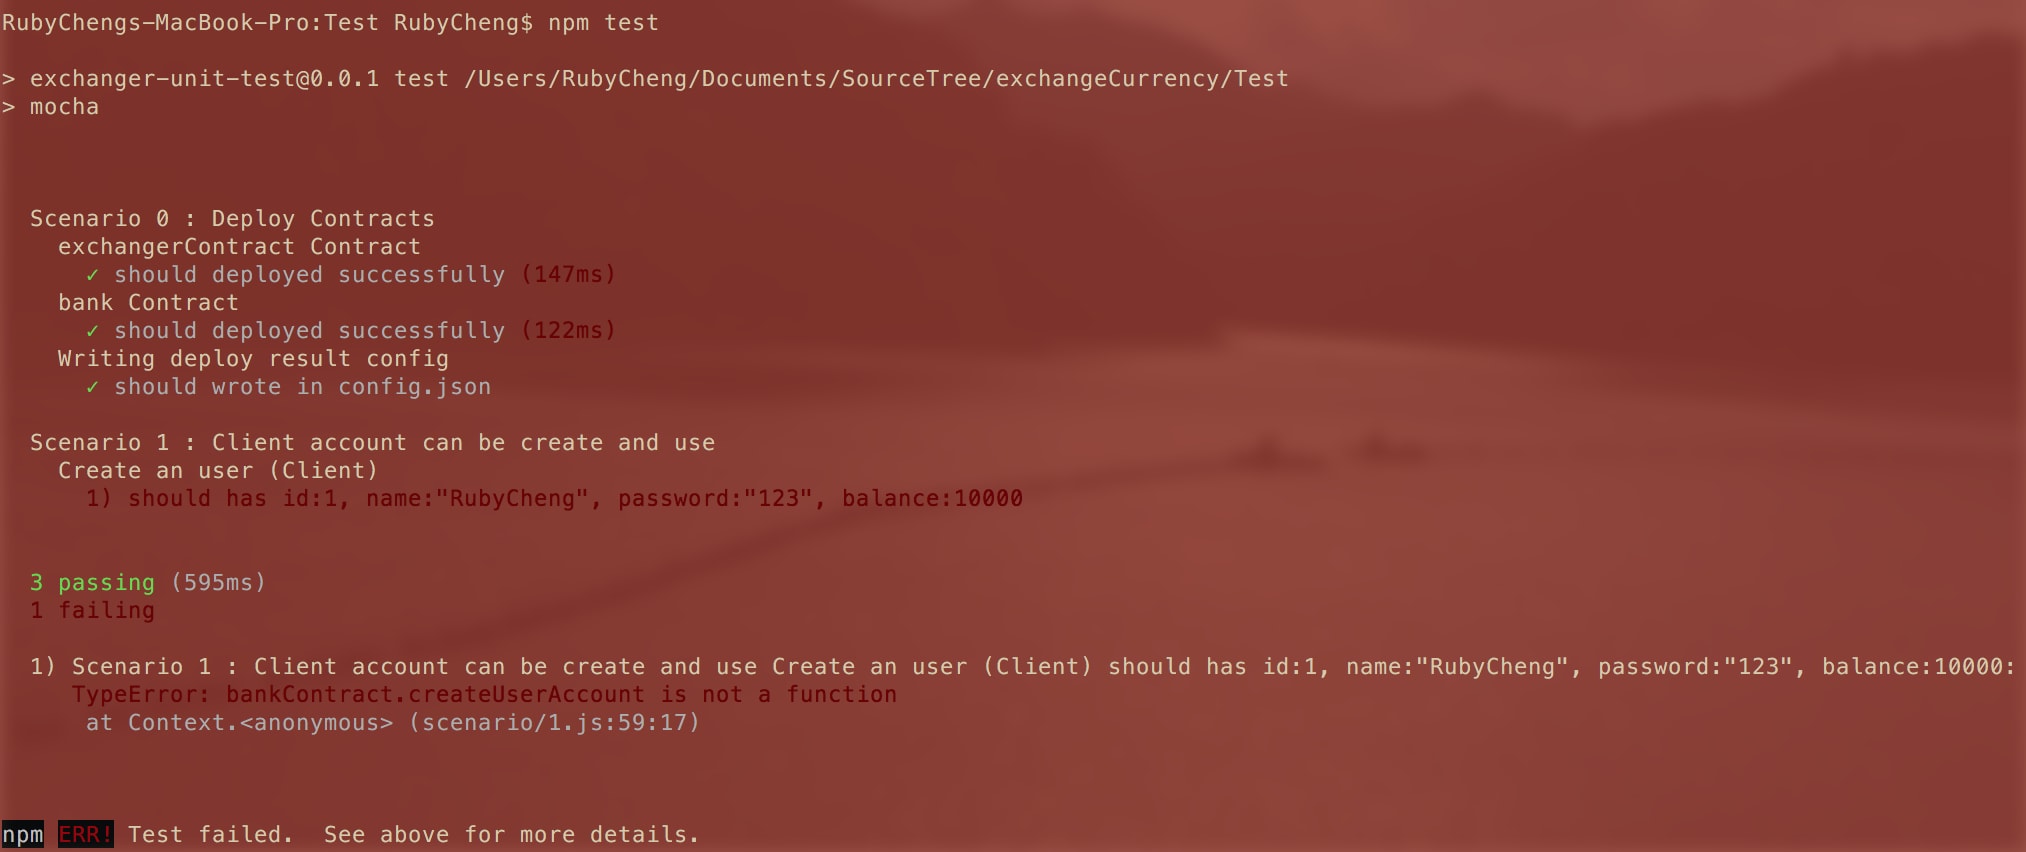 RubyChengs-MacBook-Pro:Test RubyCheng$ npm test
> exchanger-unit-test@0.0.1 test /Users/RubyCheng/Documents/SourceTree/exchangeCurrency/Test
> mocha
Scenario 0 : Deploy Contracts
exchangerContract Contract
✓ should deployed successfully (147ms)
bank Contract
✓ should deployed successfully (122ms)
Writing deploy result config
✓ should wrote in config.json
Scenario 1 : Client account can be create and use
Create an user (Client)
1) should has id:1, name:"RubyCheng", password:"123", balance:10000
3 passing (595ms)
1 failing
1) Scenario 1 : Client account can be create and use Create an user (Client) should has id:1, name:"RubyCheng", password:"123", balance:10000:
TypeError: bankContract.createUserAccount is not a function
at Context.<anonymous> (scenario/1.js:59:17)
npm ERR! Test failed.  See above for more details.